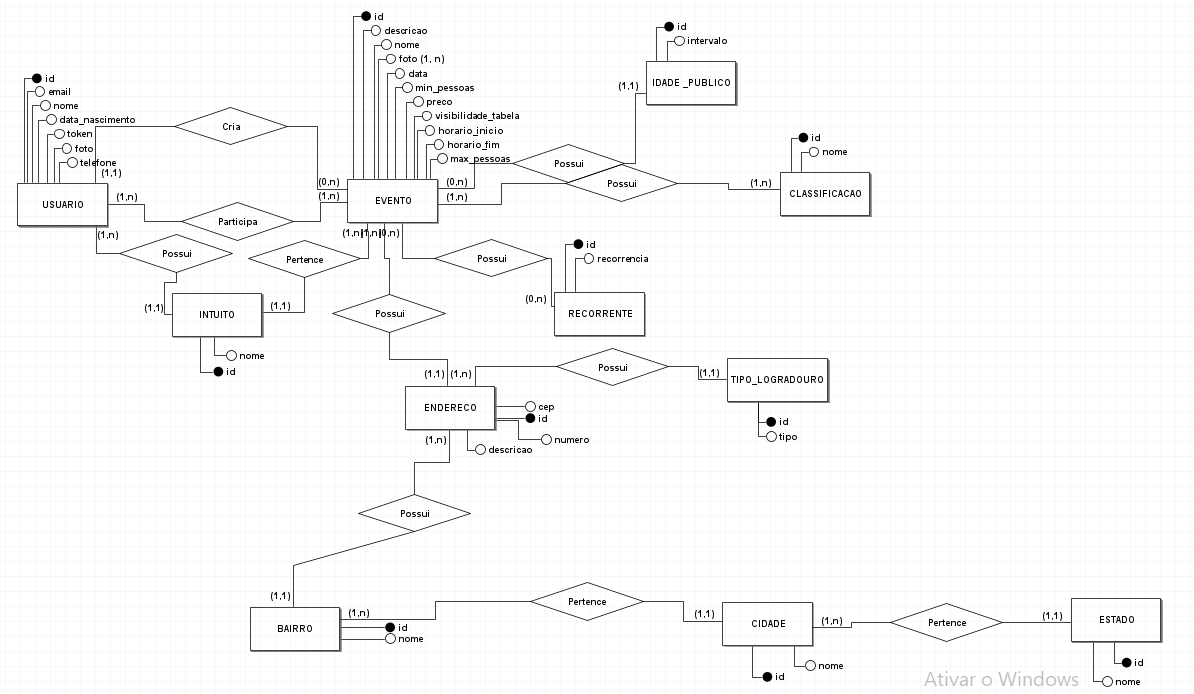 id
descricao
nome
foto (1, n)
data
min_pessoas
preco
visibilidade_tabela
horario_inicio
horario_fim
max_pessoas
id
intervalo
IDADE _PUBLICO
(1,1)
id
email
nome
data_nascimento
token
foto
telefone
(1,1)
Cria
(0,n)
(1,n)
USUARIO
(1,n)
Participa
EVENTO
(0,n)
(1,n)
Possui
Possui
id
nome
(1,n)
CLASSIFICACAO
(1,n)
Possui
Pertence
(1,n)
(1,n)
(0,n)
Possui
id
recorrencia
(0,n)
RECORRENTE
(1,1)
INTUITO
(1,1)
nome
id
Possui
(1,1)
(1,n)
Possui
(1,1)
TIPO_LOGRADOURO
id
tipo
ENDERECO
cep
id
numero
descricao
(1,n)
Possui
(1,1)
BAIRRO
(1,n)
id
nome
Pertence
(1,1)
CIDADE
(1,n)
nome
id
Pertence
(1,1)
ESTADO
id
nome
Ativar o Windows